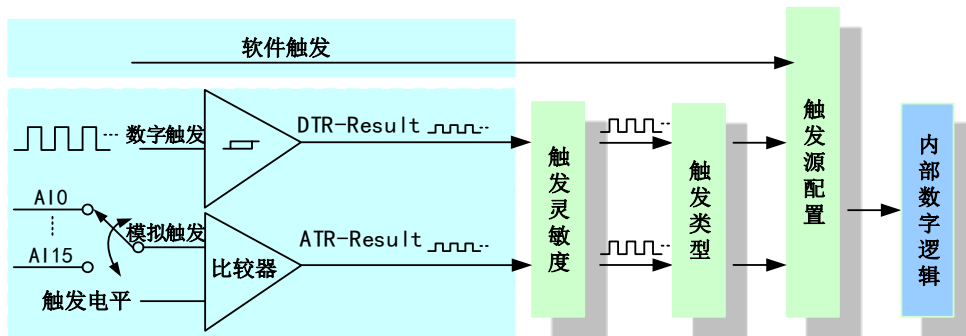 软件触发
数字触发
DTR-Result
AI0
AI15
模拟触发
触发电平
比较器
ATR-Result
触发灵敏度
触发类型
触发源配置
内部数字逻辑